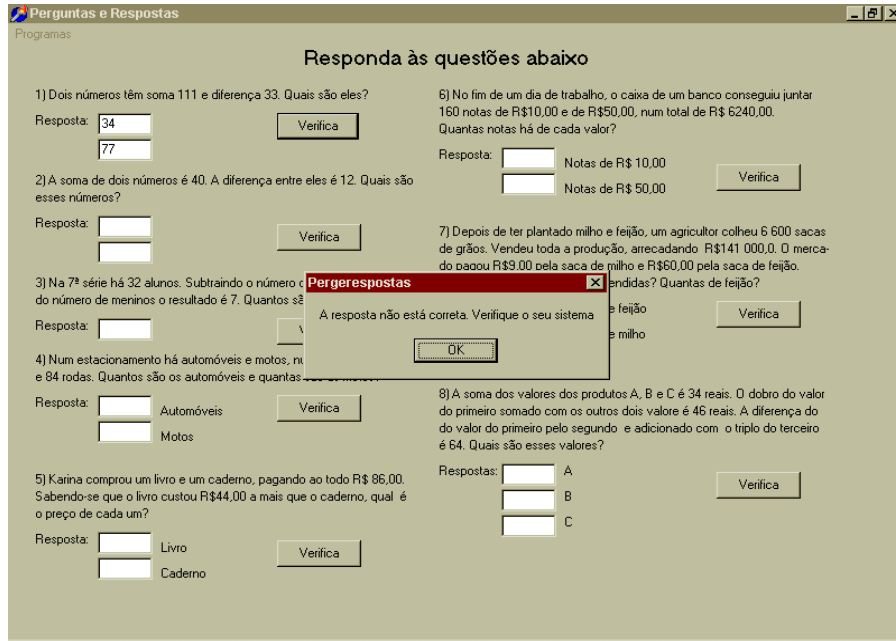 Perguntas e Respostas
Programas
Responda às questões abaixo
1) Dois números têm soma 111 e diferença 33. Quais são eles?
Resposta: 34
77
Verifica
2) A soma de dois números é 40. A diferença entre eles é 12. Quais são
esses números?
Resposta:
Verifica
3) Na 7ª série há 32 alunos. Subtraindo o número
do número de meninos o resultado é 7. Quantos
Resposta:
4) Num estacionamento há automóveis e motos,
e 84 rodas. Quantos são os automóveis e quantas
Resposta:
Automóveis
Motos
Verifica
5) Karina comprou um livro e um caderno, pagando ao todo R$ 86,00.
Sabendo-se que o livro custou R$44,00 a mais que o caderno, qual é
o preço de cada um?
Resposta:
Livro
Caderno
Verifica
6) No fim de um dia de trabalho, o caixa de um banco conseguiu juntar
160 notas de R$10,00 e de R$50,00, num total de R$ 6240,00.
Quantas notas há de cada valor?
Resposta:
Notas de R$ 10,00
Notas de R$ 50,00
Verifica
7) Depois de ter plantado milho e feijão, um agricultor colheu 6 600 sacas
de grãos. Vendeu toda a produção, arrecadando R$141 000,0. O merca-
do pagou R$9,00 pela saca de milho e R$60,00 pela saca de feijão.
endidas? Quantas de feijão?
e feijão
e milho
Verifica
8) A soma dos valores dos produtos A, B e C é 34 reais. O dobro do valor
do primeiro somado com os outros dois valore é 46 reais. A diferença do
do valor do primeiro pelo segundo e adicionado com o triplo do terceiro
é 64. Quais são esses valores?
Respostas:
A
B
C
Verifica
Pergerespostas
A resposta não está correta. Verifique o seu sistema
OK